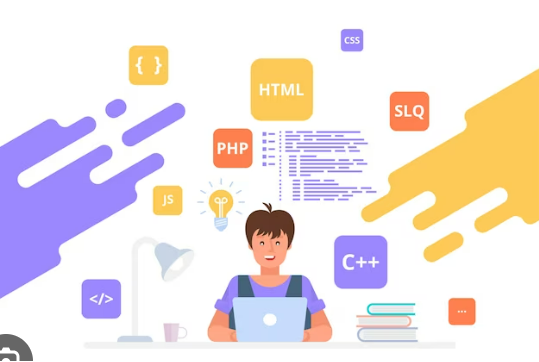 CSS
{ }
HTML
SLQ
PHP
JS
C++
</>
...